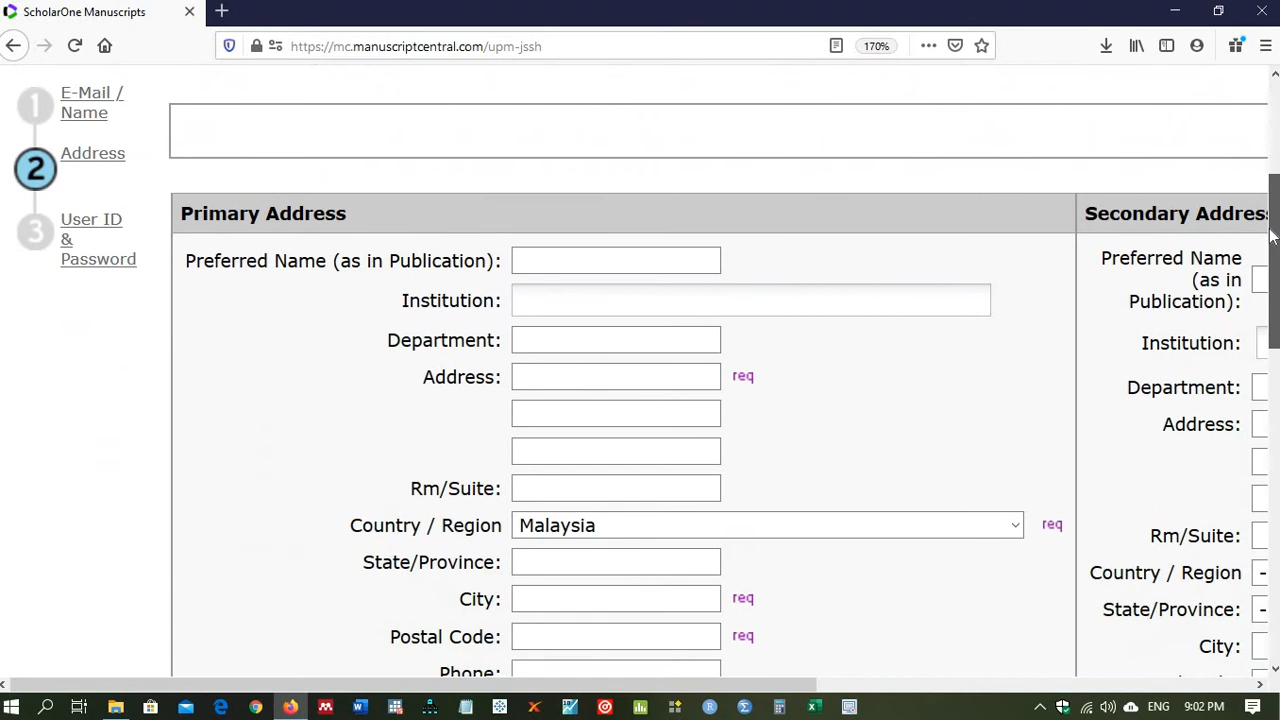 ScholarOne Manuscripts
https://mc.manuscriptcentral.com/upm-jssh
170%
1
E-Mail /
Name
2
Address
3
User ID
&
Password
Primary Address
Preferred Name (as in Publication):
Institution:
Department:
Address:
req
Rm/Suite:
Country / Region
Malaysia
req
State/Province:
City:
req
Postal Code:
req
Phone:
Secondary Address
Preferred Name
(as in
Publication):
Institution:
Department:
Address:
Rm/Suite:
Country / Region
-
State/Province:
-
City:
ENG
9:02 PM